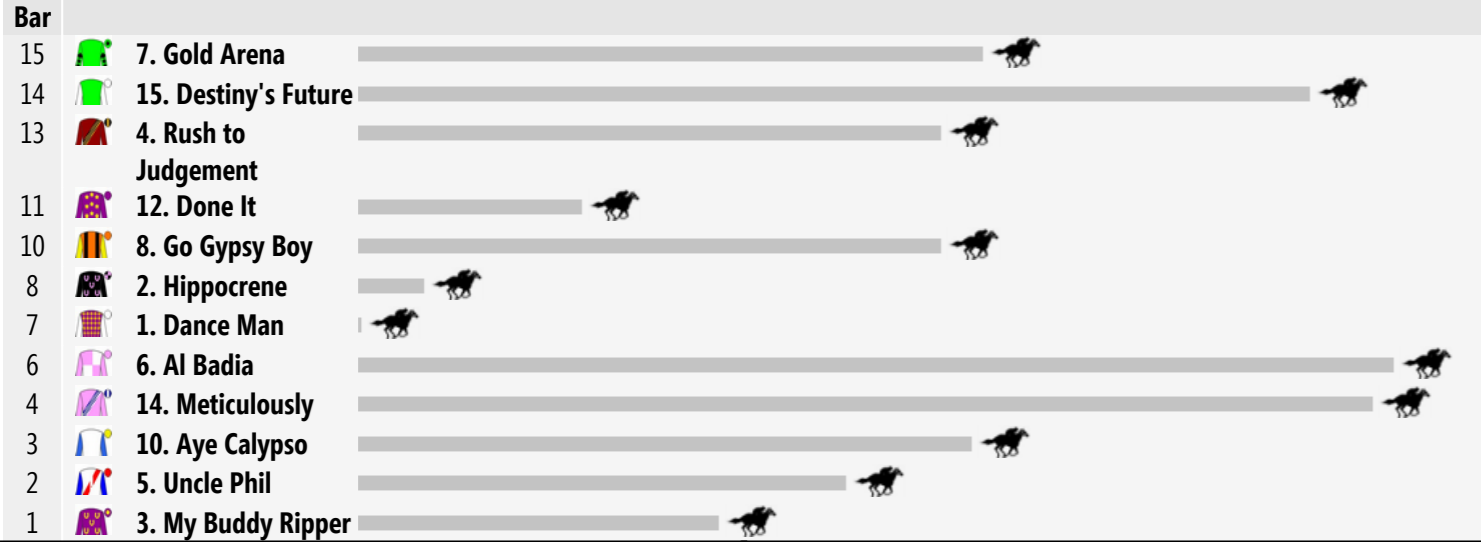 Bar
15 7. Gold Arena
14 15. Destiny's Future
13 4. Rush to
Judgement
11 12. Done It
10 8. Go Gypsy Boy
8 2. Hippocrene
7 1. Dance Man
6 6. Al Badia
4 14. Meticulously
3 10. Aye Calypso
2 5. Uncle Phil
1 3. My Buddy Ripper